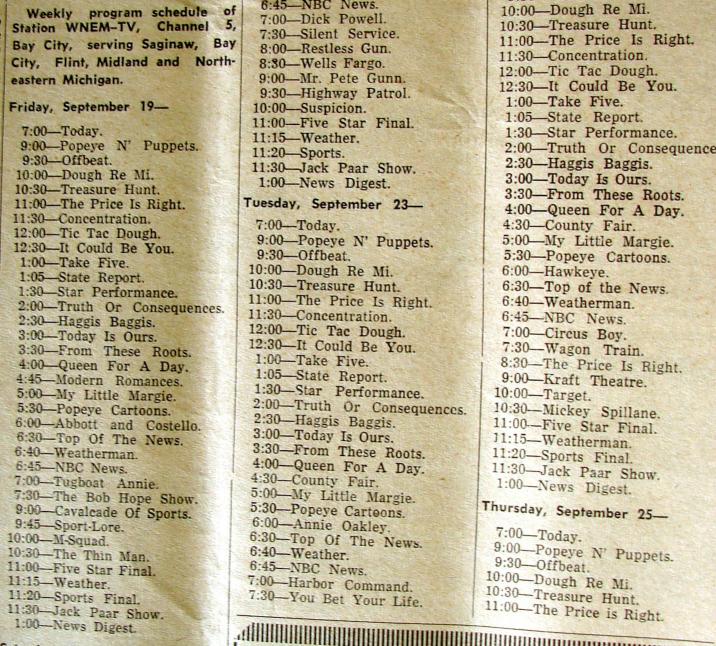 Weekly program schedule of
Station WNEM-TV, Channel 5,
Bay City, serving Saginaw, Bay
City, Flint, Midland and North-
eastern Michigan.
Friday, September 19—
7:00—Today.
9:00—Popeye N' Puppets.
9:30—Offbeat.
10:00—Dough Re Mi.
10:30—Treasure Hunt.
11:00—The Price Is Right.
11:30—Concentration.
12:00—Tic Tac Dough.
12:30—It Could Be You.
1:00—Take Five.
1:05—State Report.
1:30—Star Performance.
2:00—Truth Or Consequences.
2:30—Haggis Baggis.
3:00—Today Is Ours.
3:30—From These Roots.
4:00—Queen For A Day.
4:45—Modern Romances.
5:00—My Little Margie.
5:30—Popeye Cartoons.
6:00—Abbott and Costello.
6:30—Top Of The News.
6:40—Weatherman.
6:45—NBC News.
7:00—Tugboat Annie.
7:30—The Bob Hope Show.
9:00—Cavalcade Of Sports.
9:45—Sport-Lore.
10:00—M-Squad.
10:30—The Thin Man.
11:00—Five Star Final.
11:15—Weather.
11:20—Sports Final.
11:30—Jack Paar Show.
1:00—News Digest.
6:45—NBC News.
7:00—Dick Powell.
7:30—Silent Service.
8:00—Restless Gun.
8:30—Wells Fargo.
9:00—Mr. Pete Gunn.
9:30—Highway Patrol.
10:00—Suspicion.
11:00—Five Star Final.
11:15—Weather.
11:20—Sports.
11:30—Jack Paar Show.
1:00—News Digest.
Tuesday, September 23—
7:00—Today.
9:00—Popeye N' Puppets.
9:30—Offbeat.
10:00—Dough Re Mi.
10:30—Treasure Hunt.
11:00—The Price Is Right.
11:30—Concentration.
12:00—Tic Tac Dough.
12:30—It Could Be You.
1:00—Take Five.
1:05—State Report.
1:30—Star Performance.
2:00—Truth Or Consequences.
2:30—Haggis Baggis.
3:00—Today Is Ours.
3:30—From These Roots.
4:00—Queen For A Day.
4:30—County Fair.
5:00—My Little Margie.
5:30—Popeye Cartoons.
6:00—Annie Oakley.
6:30—Top Of The News.
6:40—Weather.
6:45—NBC News.
7:00—Harbor Command.
7:30—You Bet Your Life.
10:00—Dough Re Mi.
10:30—Treasure Hunt.
11:00—The Price Is Right.
11:30—Concentration.
12:00—Tic Tac Dough.
12:30—It Could Be You.
1:00—Take Five.
1:05—State Report.
1:30—Star Performance.
2:00—Truth Or Consequence
2:30—Haggis Baggis.
3:00—Today Is Ours.
3:30—From These Roots.
4:00—Queen For A Day.
4:30—County Fair.
5:00—My Little Margie.
5:30—Popeye Cartoons.
6:00—Hawkeye.
6:30—Top of the News.
6:40—Weatherman.
6:45—NBC News.
7:00—Circus Boy.
7:30—Wagon Train.
8:30—The Price Is Right.
9:00—Kraft Theatre.
10:00—Target.
10:30—Mickey Spillane.
11:00—Five Star Final.
11:15—Weatherman.
11:20—Sports Final.
11:30—Jack Paar Show.
1:00—News Digest.
Thursday, September 25—
7:00—Today.
9:00—Popeye N' Puppets.
9:30—Offbeat.
10:00—Dough Re Mi.
10:30—Treasure Hunt.
11:00—The Price is Right.